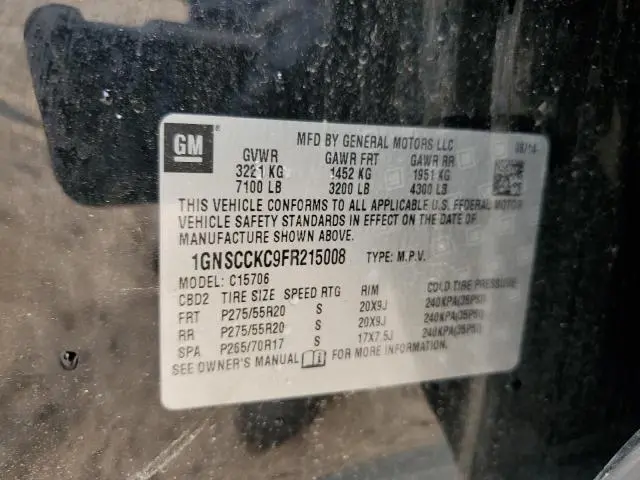 GM ® MFD BY GENERAL MOTORS LLC 08/14
GVWR GAWR FRT GAWR RR
3221 KG 1452 KG 1951 KG
7100 LB 3200 LB 4300 LB
THIS VEHICLE CONFORMS TO ALL APPLICABLE U.S. FEDERAL MOTOR
VEHICLE SAFETY STANDARDS IN EFFECT ON THE DATE OF
MANUFACTURE SHOWN ABOVE.
1GNSCCKC9FR215008 TYPE: M.P.V.
MODEL: C15706
CBD2 TIRE SIZE SPEED RTG RIM COLD TIRE PRESSURE
FRT P275/55R20 S 20X9J 240KPA(35PSI)
RR P275/55R20 S 20X9J 240KPA(35PSI)
SPA P265/70R17 S 17X7.5J 240KPA(35PSI)
SEE OWNER'S MANUAL FOR MORE INFORMATION.